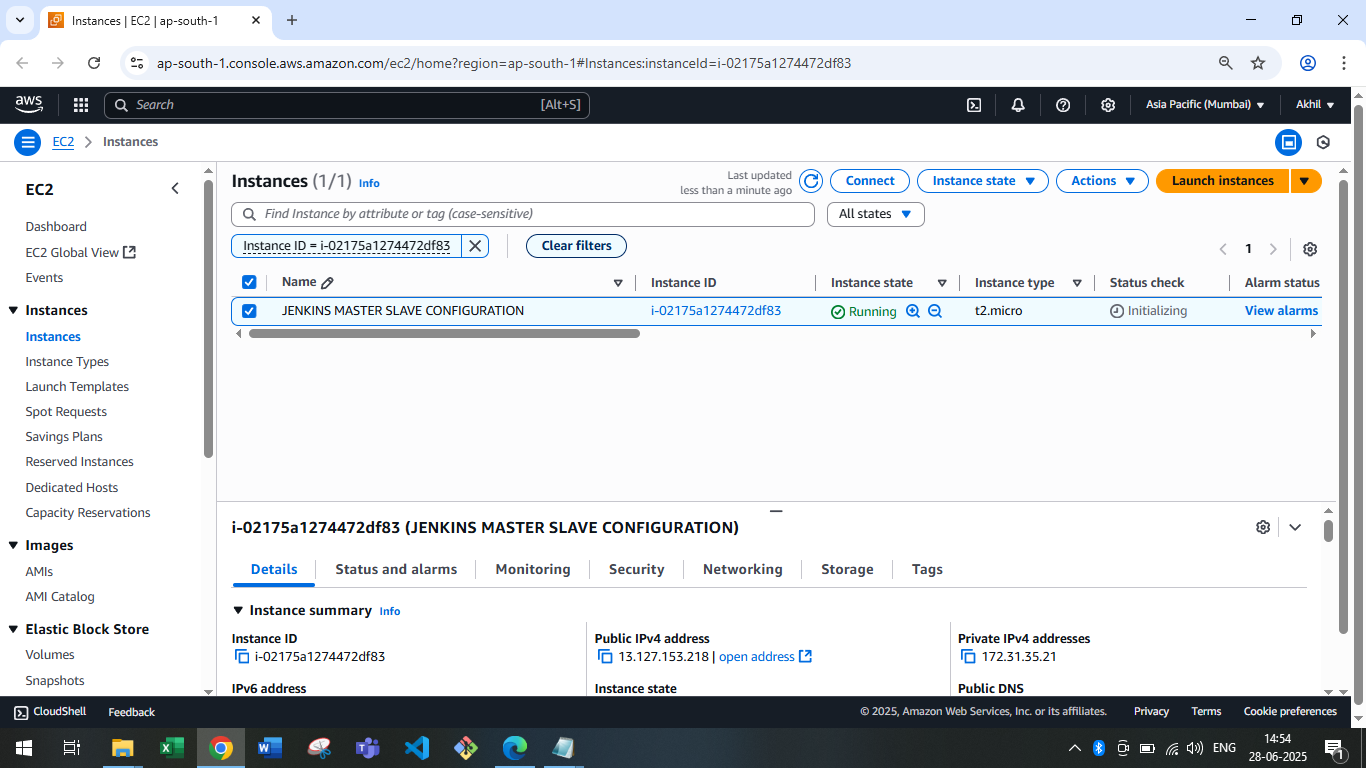 Instances | EC2 | ap-south-1
ap-south-1.console.aws.amazon.com/ec2/home?region=ap-south-1#Instances:instanceId=i-02175a1274472df83
aws Search [Alt+S] Asia Pacific (Mumbai) Akhil
EC2 Instances
EC2
Dashboard
EC2 Global View
Events
Instances
Instances
Instance Types
Launch Templates
Spot Requests
Savings Plans
Reserved Instances
Dedicated Hosts
Capacity Reservations
Images
AMIs
AMI Catalog
Elastic Block Store
Volumes
Snapshots
Instances (1/1) Info
Last updated
less than a minute ago
Connect Instance state Actions Launch instances
Find Instance by attribute or tag (case-sensitive) All states
Instance ID = i-02175a1274472df83 Clear filters 1
Name Instance ID Instance state Instance type Status check Alarm status
JENKINS MASTER SLAVE CONFIGURATION i-02175a1274472df83 Running t2.micro Initializing View alarms
i-02175a1274472df83 (JENKINS MASTER SLAVE CONFIGURATION)
Details Status and alarms Monitoring Security Networking Storage Tags
Instance summary Info
Instance ID Public IPv4 address Private IPv4 addresses
i-02175a1274472df83 13.127.153.218 | open address 172.31.35.21
IPv6 address Instance state Public DNS
CloudShell Feedback © 2025, Amazon Web Services, Inc. or its affiliates. Privacy Terms Cookie preferences
ENG 14:54
28-06-2025 1